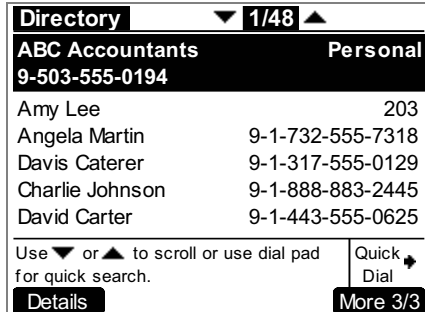 Directory ▼ 1/48 ▲
ABC Accountants Personal
9-503-555-0194
Amy Lee 203
Angela Martin 9-1-732-555-7318
Davis Caterer 9-1-317-555-0129
Charlie Johnson 9-1-888-883-2445
David Carter 9-1-443-555-0625
Use ▼ or ▲ to scroll or use dial pad
for quick search.
Quick
Dial
Details More 3/3